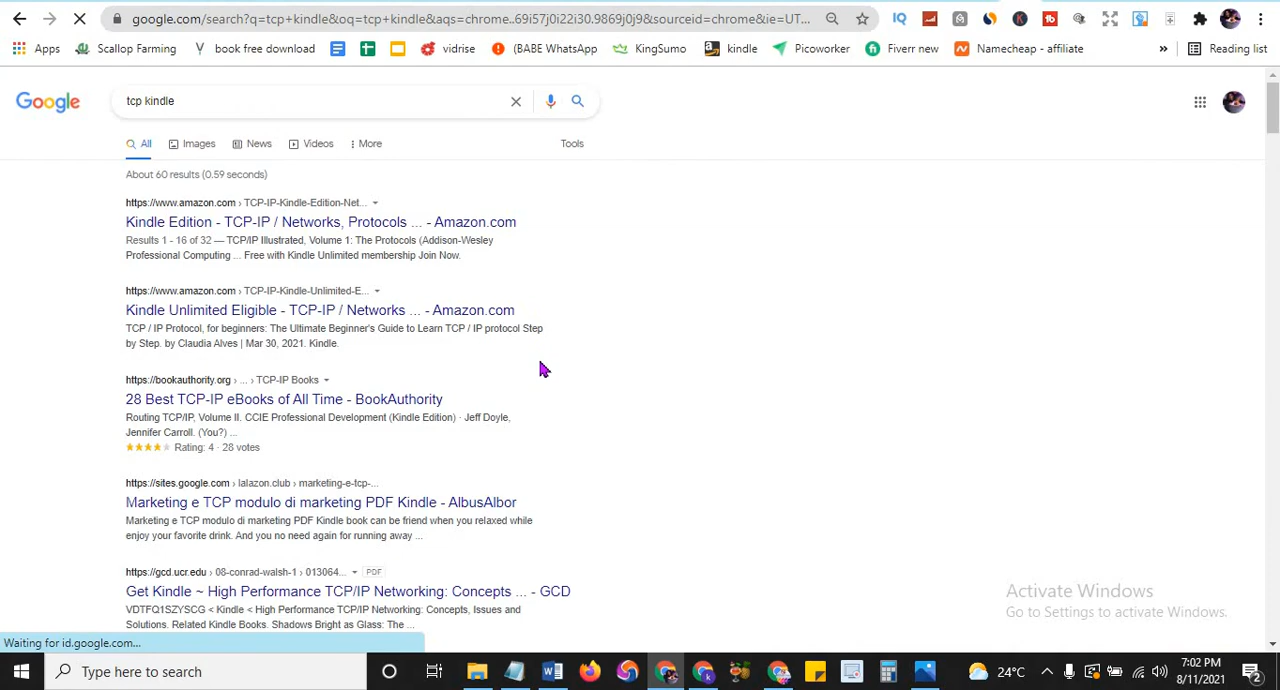 google.com/search?q=tcp+kindle&oq=tcp+kindle&aqs=chrome..69i57j0i22i30.9869j0j9&sourceid=chrome&ie=UT...
Apps Scallop Farming book free download vidrise (BABE WhatsApp KingSumo kindle Picoworker Fiverr new Namecheap - affiliate » Reading list
Google tcp kindle
All Images News Videos More Tools
About 60 results (0.59 seconds)
https://www.amazon.com › TCP-IP-Kindle-Edition-Net...
Kindle Edition - TCP-IP / Networks, Protocols ... - Amazon.com
Results 1 - 16 of 32 — TCP/IP Illustrated, Volume 1: The Protocols (Addison-Wesley
Professional Computing ... Free with Kindle Unlimited membership Join Now.
https://www.amazon.com › TCP-IP-Kindle-Unlimited-E...
Kindle Unlimited Eligible - TCP-IP / Networks ... - Amazon.com
TCP / IP Protocol, for beginners: The Ultimate Beginner's Guide to Learn TCP / IP protocol Step
by Step. by Claudia Alves | Mar 30, 2021. Kindle.
https://bookauthority.org › ... › TCP-IP Books
28 Best TCP-IP eBooks of All Time - BookAuthority
Routing TCP/IP, Volume II. CCIE Professional Development (Kindle Edition) · Jeff Doyle,
Jennifer Carroll. (You?) ...
Rating: 4 · 28 votes
https://sites.google.com › lalazon.club › marketing-e-tcp-...
Marketing e TCP modulo di marketing PDF Kindle - AlbusAlbor
Marketing e TCP modulo di marketing PDF Kindle book can be friend when you relaxed while
enjoy your favorite drink. And you no need again for running away ...
https://gcd.ucr.edu › 08-conrad-walsh-1 › 013064... PDF
Get Kindle ~ High Performance TCP/IP Networking: Concepts ... - GCD
VDTFQ1SZYSCG < Kindle < High Performance TCP/IP Networking: Concepts, Issues and
Solutions. Related Kindle Books. Shadows Bright as Glass: The ...
Activate Windows
Go to Settings to activate Windows.
Waiting for id.google.com...
Type here to search
24°C
7:02 PM
8/11/2021
2